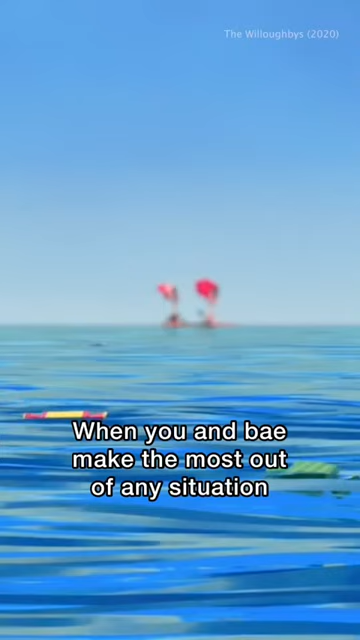 The Willoughbys (2020)
When you and bae
make the most out
of any situation